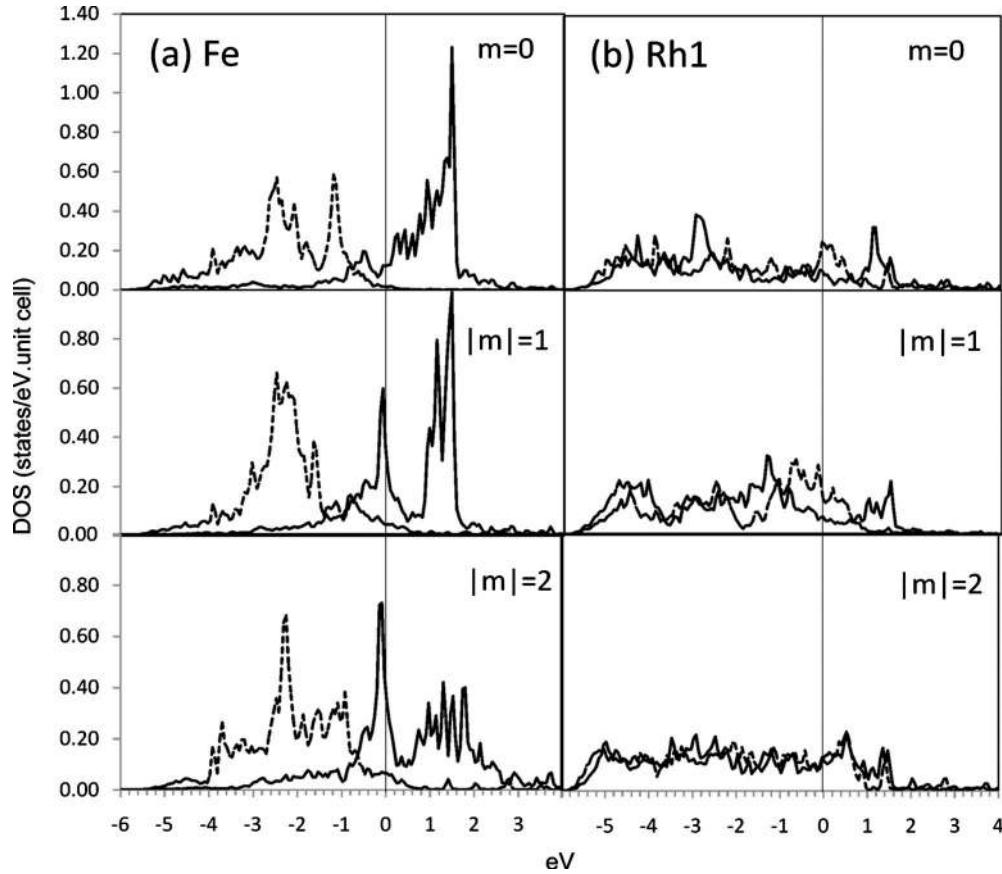 (a) Fe
m=0
(b) Rh1
m=0
1.40
1.20
1.00
0.80
0.60
0.40
0.20
0.00
|m|=1
|m|=1
0.80
0.60
0.40
0.20
0.00
|m|=2
|m|=2
0.80
0.60
0.40
0.20
0.00
DOS (states/eV.unit cell)
-6 -5 -4 -3 -2 -1 0 1 2 3
-5 -4 -3 -2 -1 0 1 2 3 4
eV